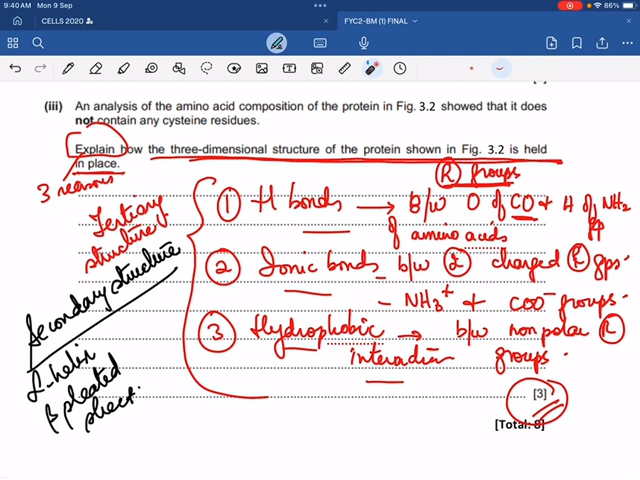 9:40AM Mon 9 Sep
86%
CELLS 2020
FYC2-BM (1) FINAL
(iii) An analysis of the amino acid composition of the protein in Fig. 3.2 showed that it does
not contain any cysteine residues.
Explain how the three-dimensional structure of the protein shown in Fig. 3.2 is held
in place.
3 reasons
R groups
1 H bonds → B/w O of CO & H of NH2
gp
of amino acids
Tertiary
structure
2 Ionic bonds b/w 2 charged R gps.
- NH3+ & COO- groups.
3 Hydrophobic → b/w non polar R
interaction groups.
Secondary structure
α-helix
β pleated
sheet.
[3]
[Total: 8]